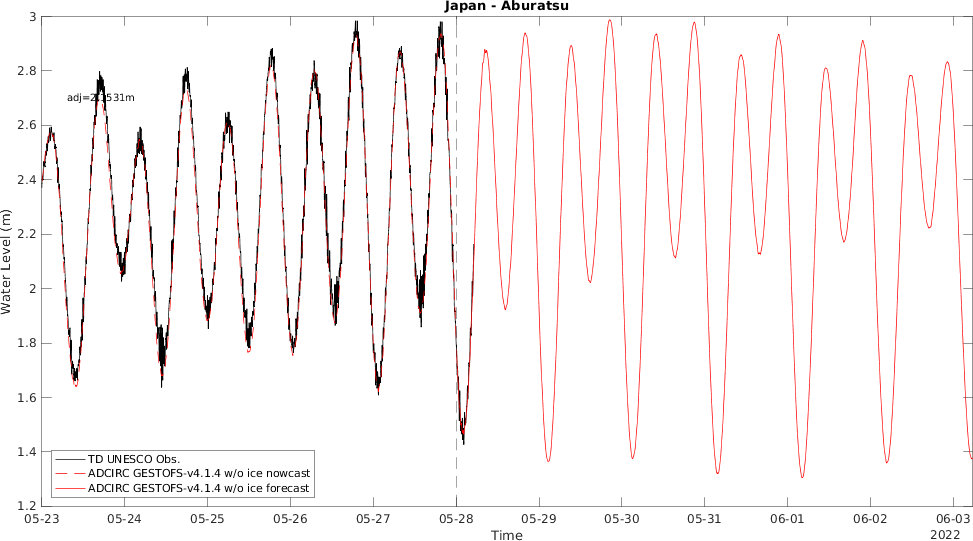 Japan - Aburatsu
3
2.8
2.6
2.4
2.2
2
1.8
1.6
1.4
1.2
Water Level (m)
TD UNESCO Obs.
ADCIRC GESTOFS-v4.1.4 w/o ice nowcast
ADCIRC GESTOFS-v4.1.4 w/o ice forecast
05-23 05-24 05-25 05-26 05-27 05-28 05-29 05-30 05-31 06-01 06-02 06-03
Time
2022